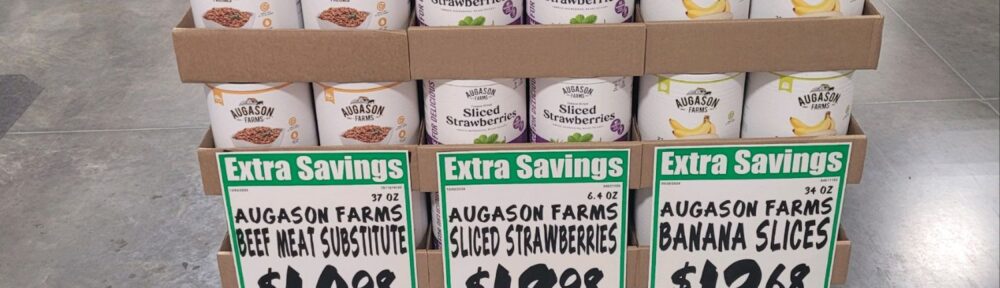 Strawberries
Strawberries
AUGASON
FARMS
AUGASON
FARMS
AUGASON
FARMS
Sliced
Strawberries
AUGASON
FARMS
Sliced
Strawberries
AUGASON
FARMS
AUGASON
FARMS
Extra Savings
37 OZ
AUGASON FARMS
BEEF MEAT SUBSTITUTE
Extra Savings
6.4 OZ
AUGASON FARMS
SLICED STRAWBERRIES
Extra Savings
34 OZ
AUGASON FARMS
BANANA SLICES